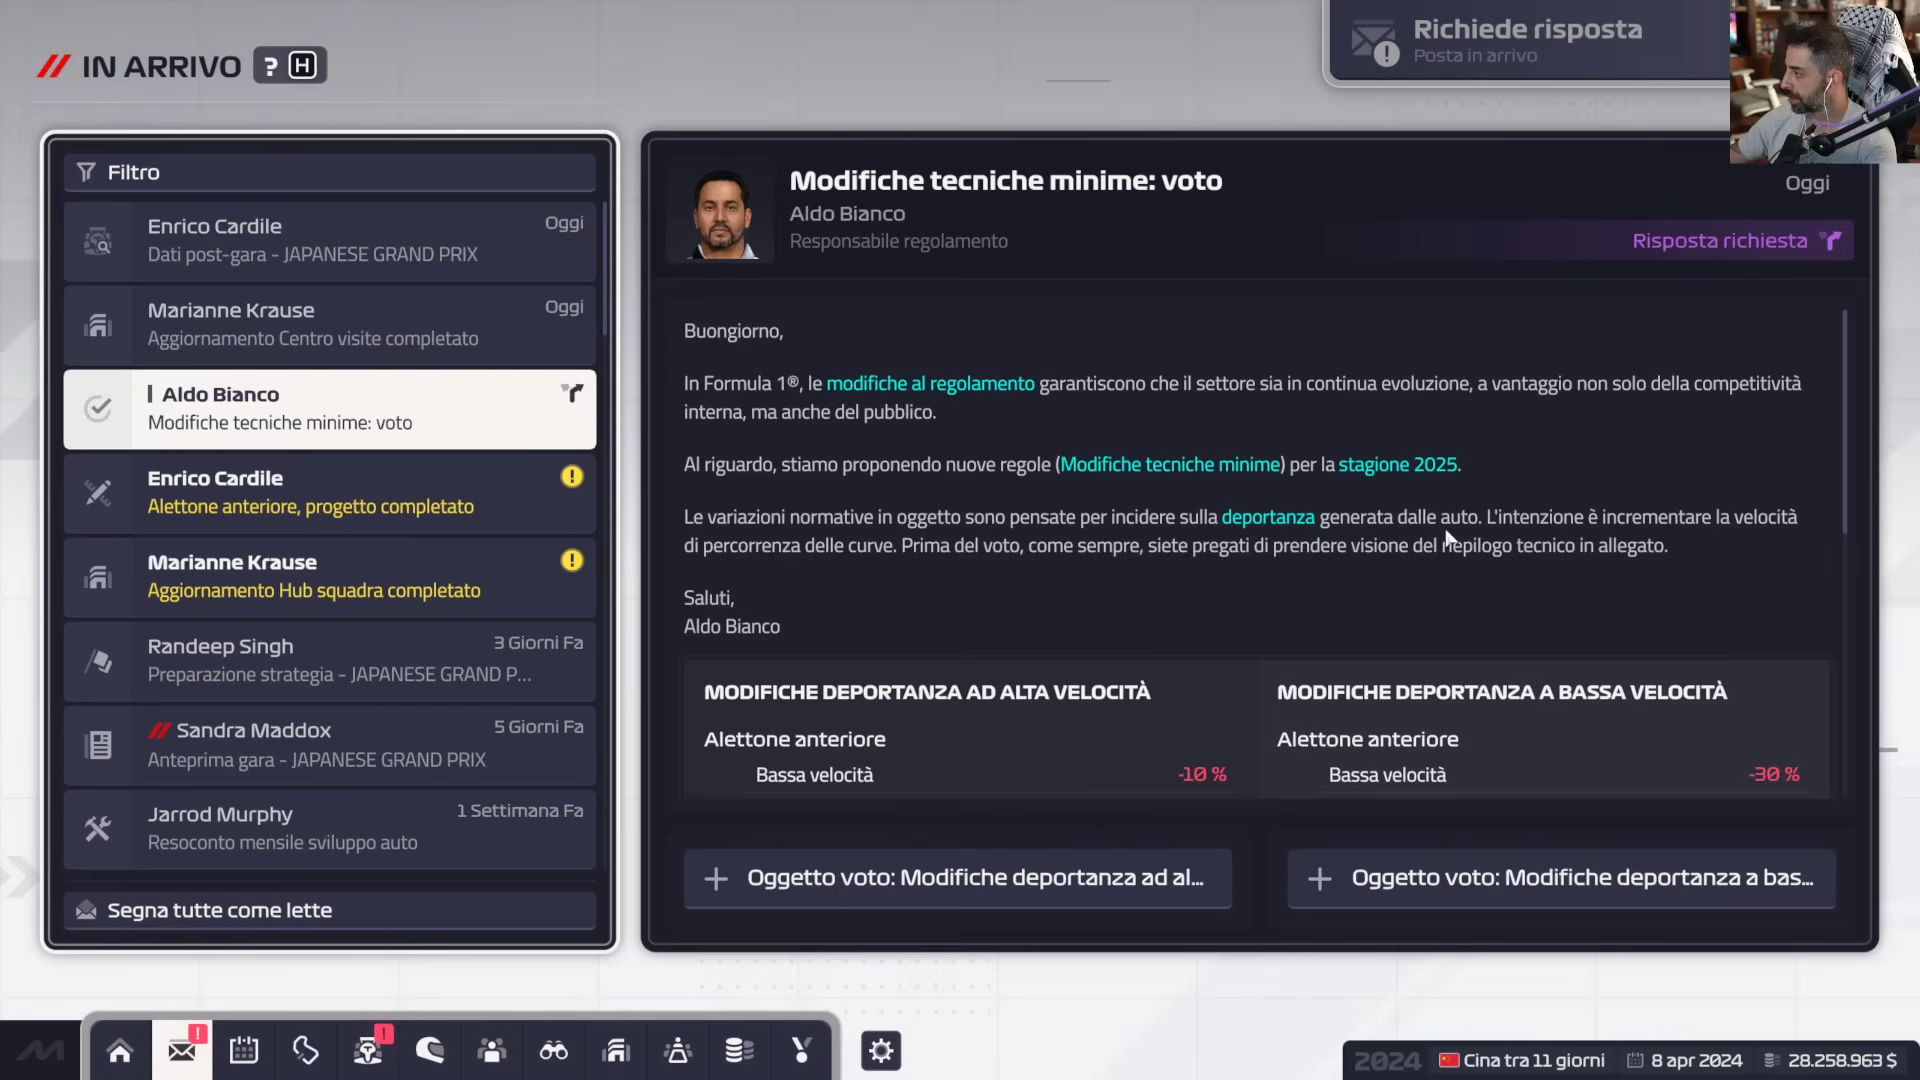 IN ARRIVO ? H
Richiede risposta
Posta in arrivo
Filtro
Enrico Cardile Oggi
Dati post-gara - JAPANESE GRAND PRIX
Marianne Krause Oggi
Aggiornamento Centro visite completato
Aldo Bianco
Modifiche tecniche minime: voto
Enrico Cardile
Alettone anteriore, progetto completato
Marianne Krause
Aggiornamento Hub squadra completato
Randeep Singh 3 Giorni Fa
Preparazione strategia - JAPANESE GRAND P...
Sandra Maddox 5 Giorni Fa
Anteprima gara - JAPANESE GRAND PRIX
Jarrod Murphy 1 Settimana Fa
Resoconto mensile sviluppo auto
Segna tutte come lette
Modifiche tecniche minime: voto Oggi
Aldo Bianco
Responsabile regolamento
Risposta richiesta
Buongiorno,
In Formula 1®, le modifiche al regolamento garantiscono che il settore sia in continua evoluzione, a vantaggio non solo della competitività
interna, ma anche del pubblico.
Al riguardo, stiamo proponendo nuove regole (Modifiche tecniche minime) per la stagione 2025.
Le variazioni normative in oggetto sono pensate per incidere sulla deportanza generata dalle auto. L'intenzione è incrementare la velocità
di percorrenza delle curve. Prima del voto, come sempre, siete pregati di prendere visione del riepilogo tecnico in allegato.
Saluti,
Aldo Bianco
MODIFICHE DEPORTANZA AD ALTA VELOCITÀ
Alettone anteriore
Bassa velocità -10 %
MODIFICHE DEPORTANZA A BASSA VELOCITÀ
Alettone anteriore
Bassa velocità -30 %
Oggetto voto: Modifiche deportanza ad al...
Oggetto voto: Modifiche deportanza a bas...
2024 Cina tra 11 giorni 8 apr 2024 28.258.963 $